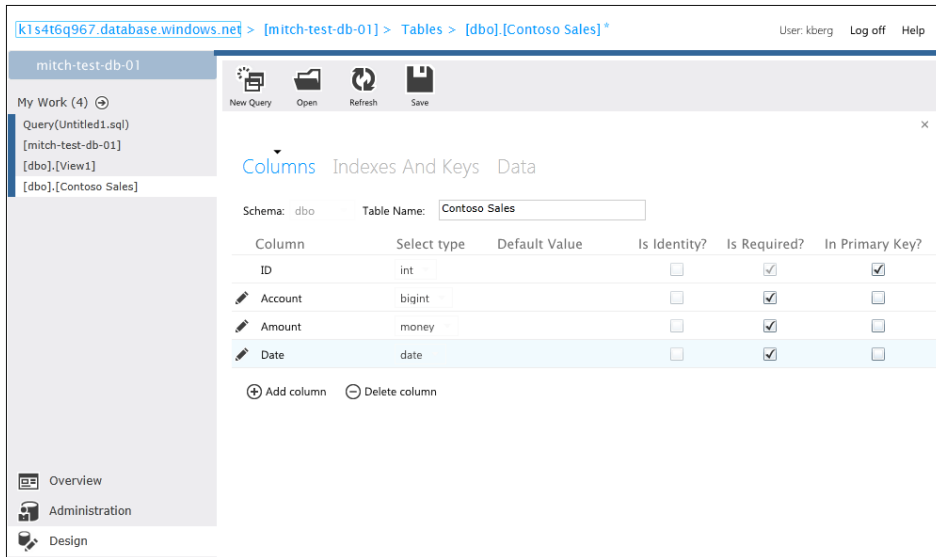 k1s4t6q967.database.windows.net > [mitch-test-db-01] > Tables > [dbo].[Contoso Sales] *
User: kberg Log off Help
mitch-test-db-01
My Work (4)
Query(Untitled1.sql)
[mitch-test-db-01]
[dbo].[View1]
[dbo].[Contoso Sales]
New Query Open Refresh Save
Columns Indexes And Keys Data
Schema: dbo Table Name: Contoso Sales
Column Select type Default Value Is Identity? Is Required? In Primary Key?
ID int
Account bigint
Amount money
Date date
Add column Delete column
Overview
Administration
Design